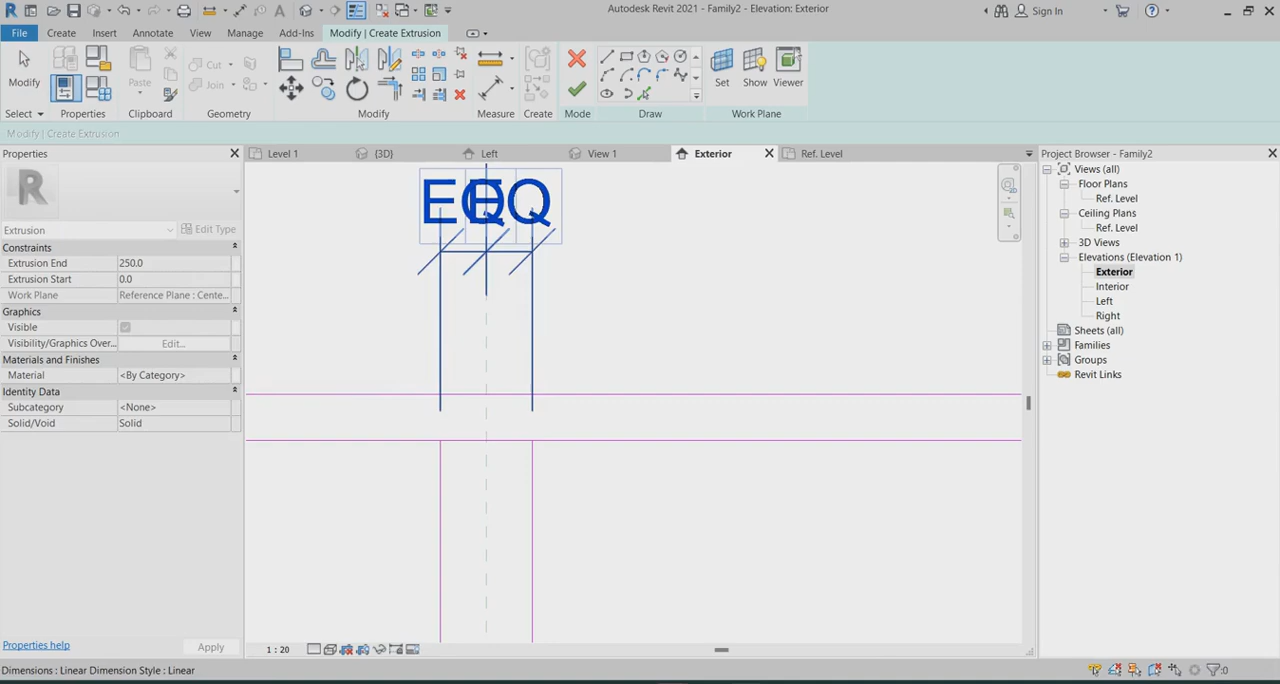 Autodesk Revit 2021 - Family2 - Elevation: Exterior
Sign In
File Create Insert Annotate View Manage Add-Ins Modify | Create Extrusion
Modify
Paste
Cut
Join
Set Show Viewer
Select Properties Clipboard Geometry Modify Measure Create Mode Draw Work Plane
Modify | Create Extrusion
Properties
Level 1 {3D} Left View 1 Exterior Ref. Level
Project Browser - Family2
R
Extrusion
Edit Type
Constraints
Extrusion End 250.0
Extrusion Start 0.0
Work Plane Reference Plane : Cente...
Graphics
Visible
Visibility/Graphics Over... Edit...
Materials and Finishes
Material <By Category>
Identity Data
Subcategory <None>
Solid/Void Solid
Properties help
Apply
EQ EQ
Views (all)
Floor Plans
Ref. Level
Ceiling Plans
Ref. Level
3D Views
Elevations (Elevation 1)
Exterior
Interior
Left
Right
Sheets (all)
Families
Groups
Revit Links
1 : 20
Dimensions : Linear Dimension Style : Linear
:0